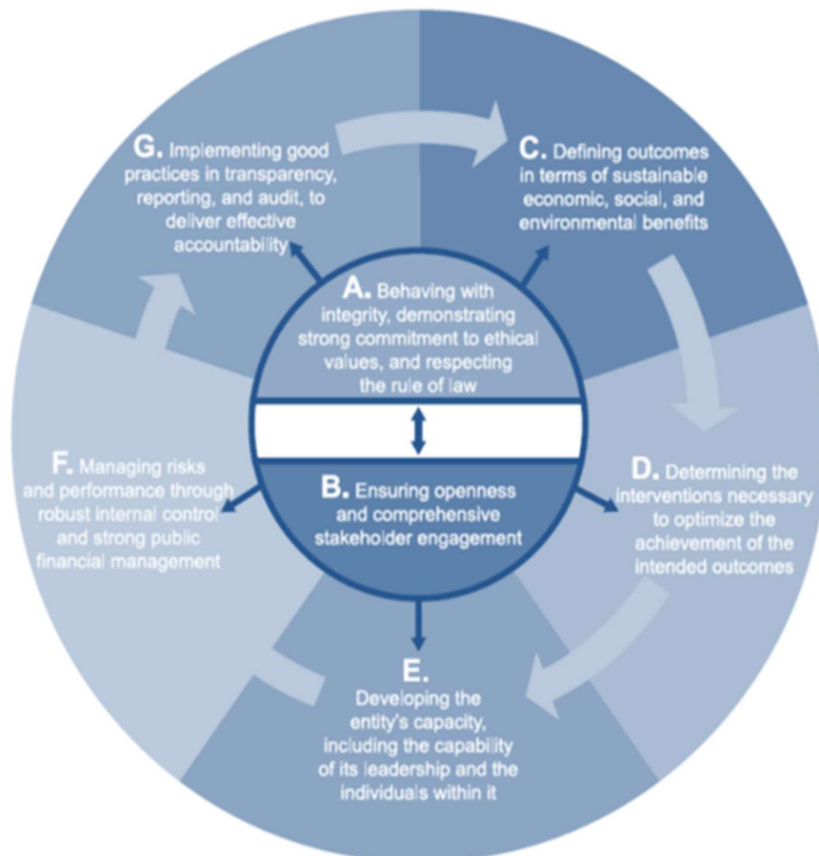 G. Implementing good
practices in transparency,
reporting, and audit, to
deliver effective
accountability
C. Defining outcomes
in terms of sustainable
economic, social, and
environmental benefits
A. Behaving with
integrity, demonstrating
strong commitment to ethical
values, and respecting
the rule of law
B. Ensuring openness
and comprehensive
stakeholder engagement
D. Determining the
interventions necessary
to optimize the
achievement of the
intended outcomes
E.
Developing the
entity's capacity,
including the capability
of its leadership and the
individuals within it
F. Managing risks
and performance through
robust internal control
and strong public
financial management